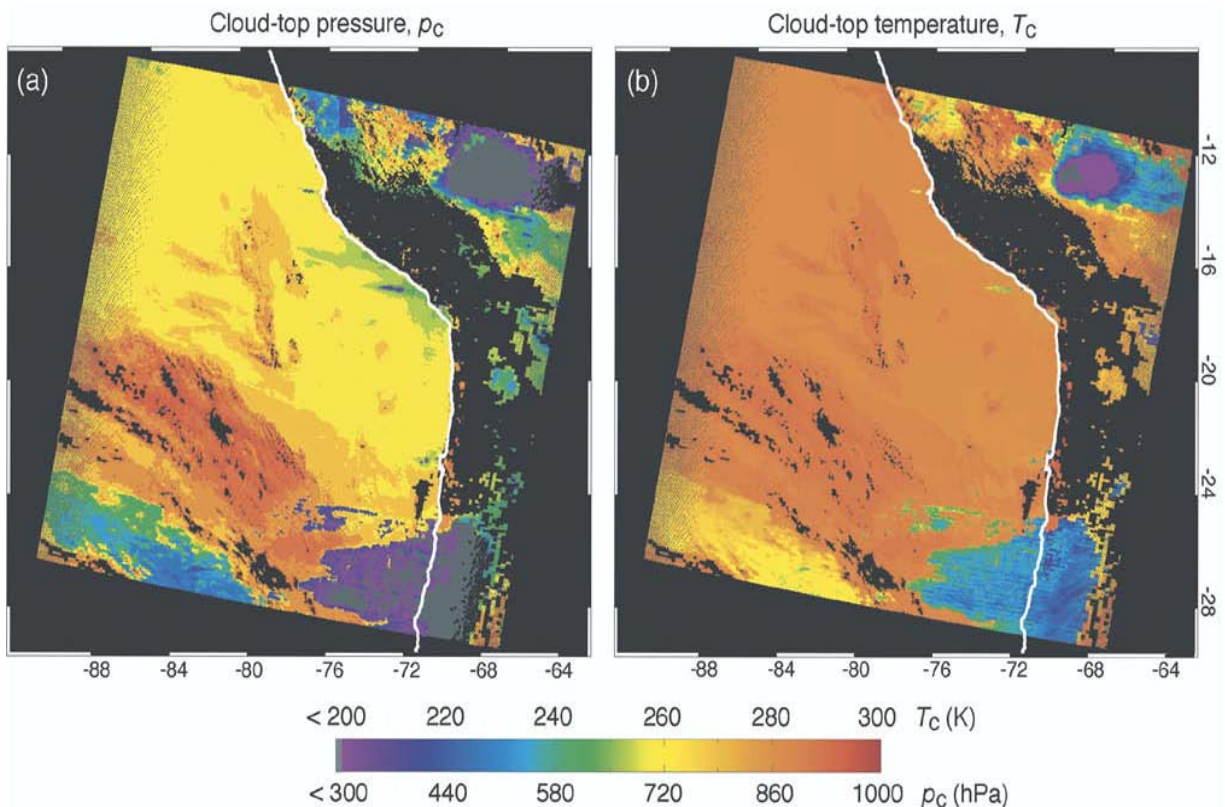 Cloud-top pressure, pC
Cloud-top temperature, TC
(a)
(b)
-12
-16
-20
-24
-28
-88 -84 -80 -76 -72 -68 -64
-88 -84 -80 -76 -72 -68 -64
< 200 220 240 260 280 300 TC (K)
< 300 440 580 720 860 1000 pC (hPa)